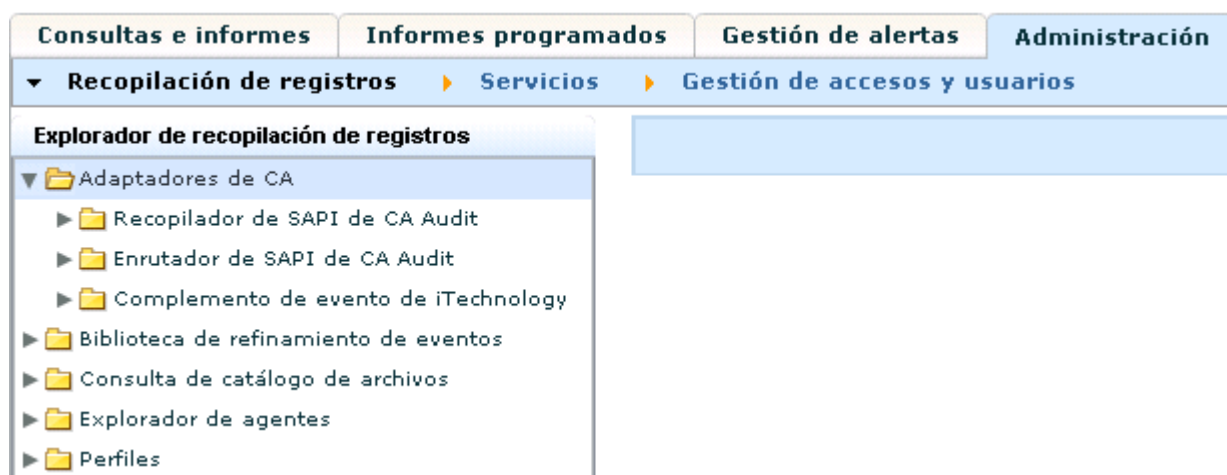 Consultas e informes Informes programados Gestión de alertas Administración
Recopilación de registros Servicios Gestión de accesos y usuarios
Explorador de recopilación de registros
Adaptadores de CA
Recopilador de SAPI de CA Audit
Enrutador de SAPI de CA Audit
Complemento de evento de iTechnology
Biblioteca de refinamiento de eventos
Consulta de catálogo de archivos
Explorador de agentes
Perfiles